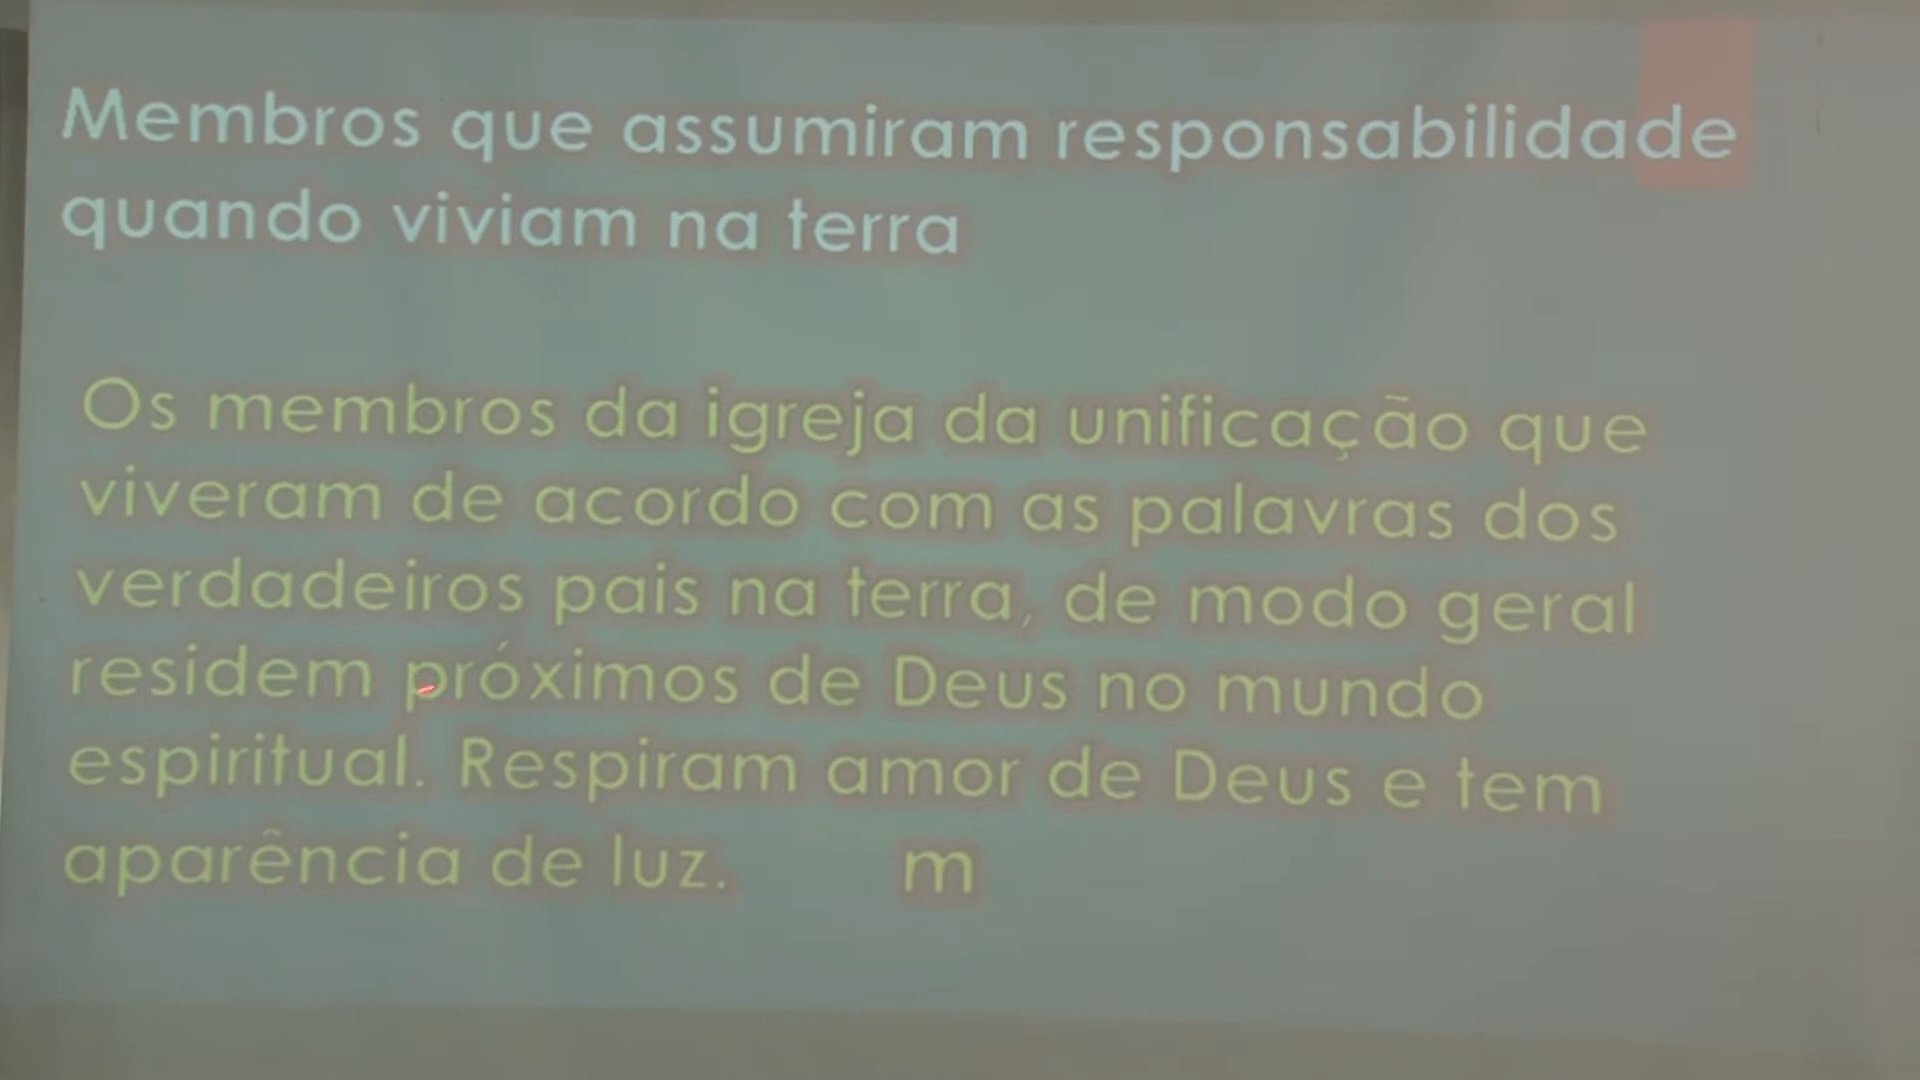 Membros que assumiram responsabilidade
quando viviam na terra
Os membros da igreja da unificação que
viveram de acordo com as palavras dos
verdadeiros pais na terra, de modo geral
residem próximos de Deus no mundo
espiritual. Respiram amor de Deus e tem
aparência de luz. m